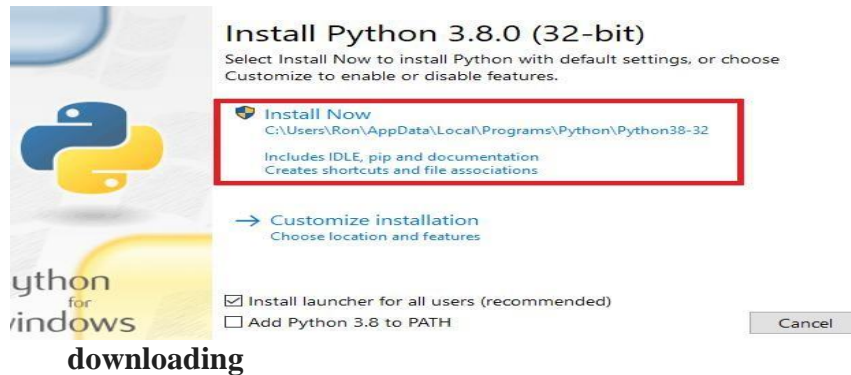 Install Python 3.8.0 (32-bit)
Select Install Now to install Python with default settings, or choose
Customize to enable or disable features.
Install Now
C:\Users\Ron\AppData\Local\Programs\Python\Python38-32
Includes IDLE, pip and documentation
Creates shortcuts and file associations
→ Customize installation
Choose location and features
ython
for
indows
Install launcher for all users (recommended)
Add Python 3.8 to PATH
Cancel
downloading